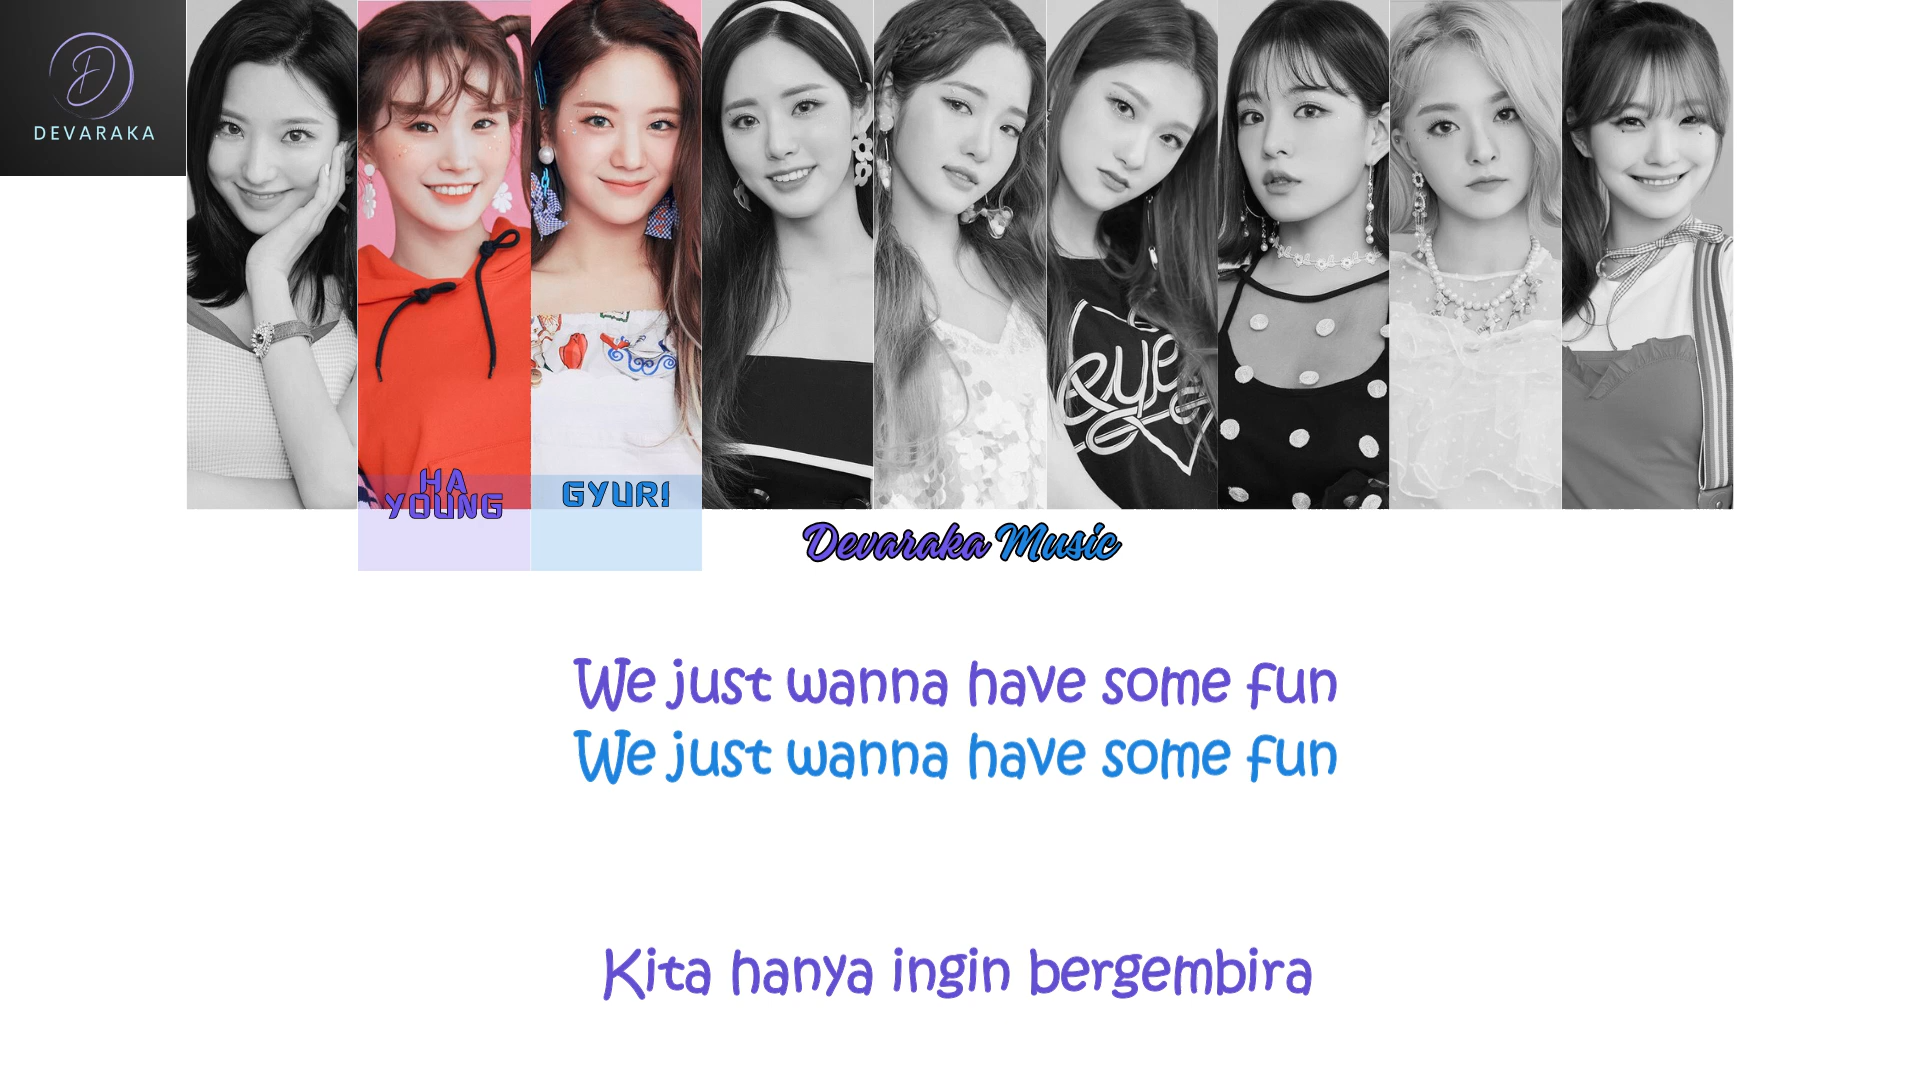 DEVARAKA
HA
YOUNG
GYURI
eyes
Devaraka Music
We just wanna have some fun
We just wanna have some fun
Kita hanya ingin bergembira